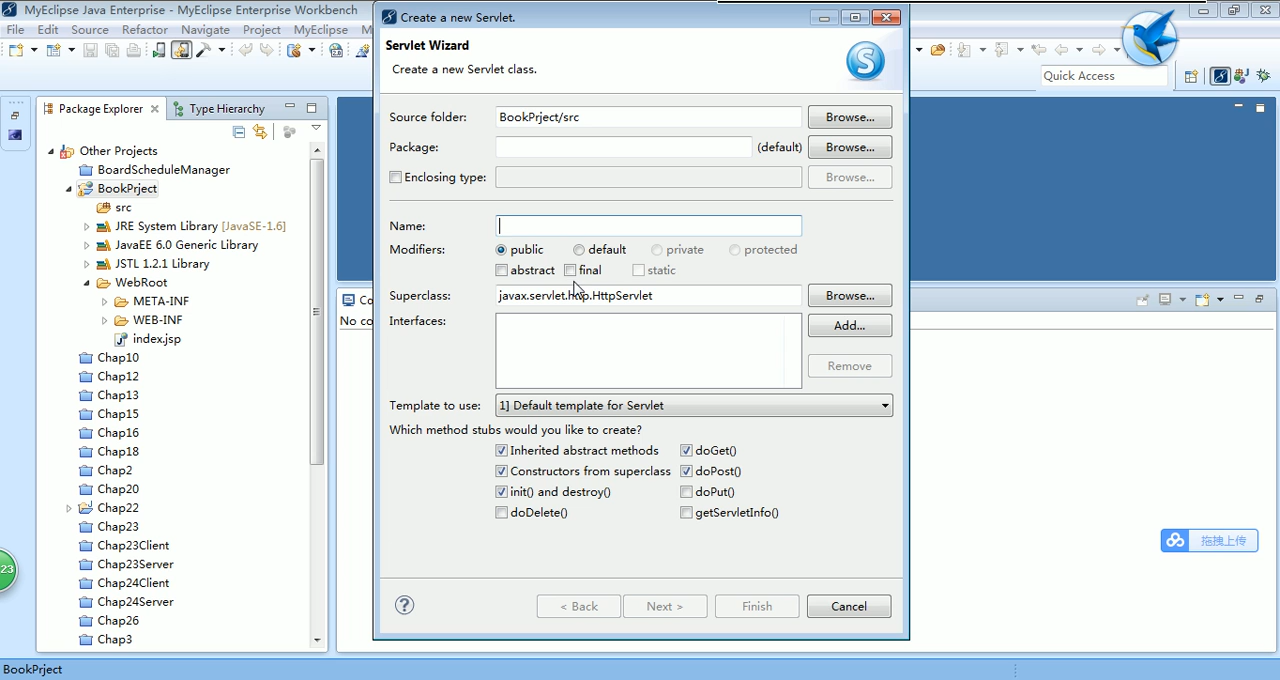 MyEclipse Java Enterprise - MyEclipse Enterprise Workbench
File Edit Source Refactor Navigate Project MyEclipse
Quick Access
Package Explorer
Type Hierarchy
Other Projects
BoardScheduleManager
BookPrject
src
JRE System Library [JavaSE-1.6]
JavaEE 6.0 Generic Library
JSTL 1.2.1 Library
WebRoot
META-INF
WEB-INF
index.jsp
Chap10
Chap12
Chap13
Chap15
Chap16
Chap18
Chap2
Chap20
Chap22
Chap23
Chap23Client
Chap23Server
Chap24Client
Chap24Server
Chap26
Chap3
23
Create a new Servlet.
Servlet Wizard
Create a new Servlet class.
Source folder: BookPrject/src Browse...
Package: (default) Browse...
Enclosing type: Browse...
Name:
Modifiers: public default private protected
abstract final static
Superclass: javax.servlet.http.HttpServlet Browse...
Interfaces: Add...
Remove
Template to use: 1] Default template for Servlet
Which method stubs would you like to create?
Inherited abstract methods doGet()
Constructors from superclass doPost()
init() and destroy() doPut()
doDelete() getServletInfo()
< Back Next > Finish Cancel
拖拽上传
BookPrject